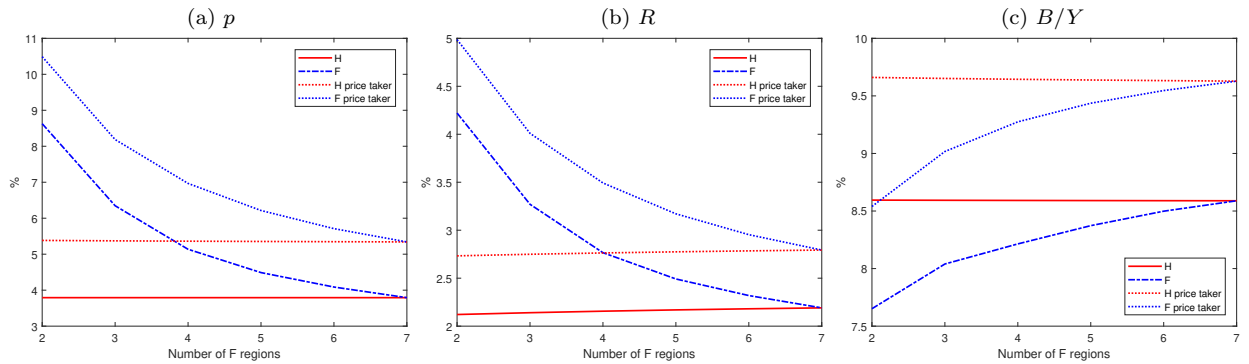 (a) p
11
10
9
8
7
6
5
4
3
%
2 3 4 5 6 7
Number of F regions
H
F
H price taker
F price taker
(b) R
5
4.5
4
3.5
3
2.5
2
%
2 3 4 5 6 7
Number of F regions
H
F
H price taker
F price taker
(c) B/Y
10
9.5
9
8.5
8
7.5
%
2 3 4 5 6 7
Number of F regions
H
F
H price taker
F price taker